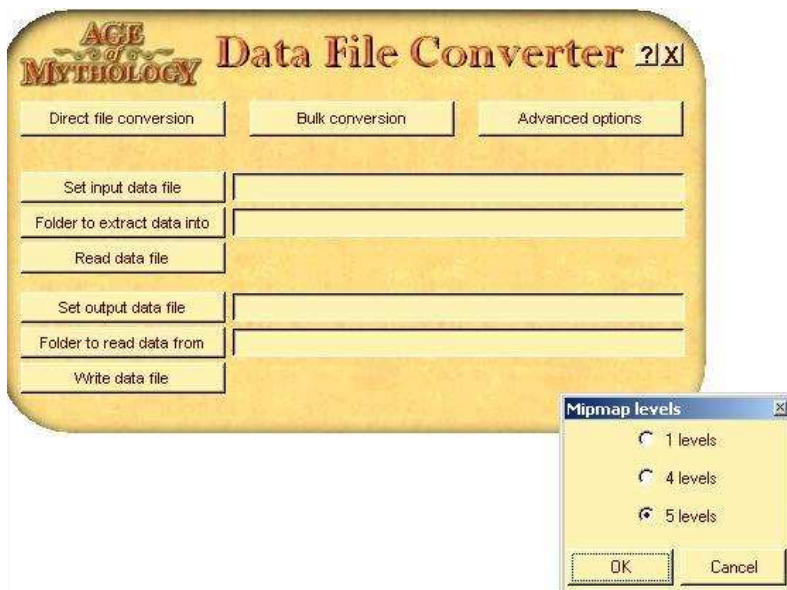 AGE
of
MYTHOLOGY
Data File Converter ? X
Direct file conversion Bulk conversion Advanced options
Set input data file
Folder to extract data into
Read data file
Set output data file
Folder to read data from
Write data file
Mipmap levels
1 levels
4 levels
5 levels
OK Cancel